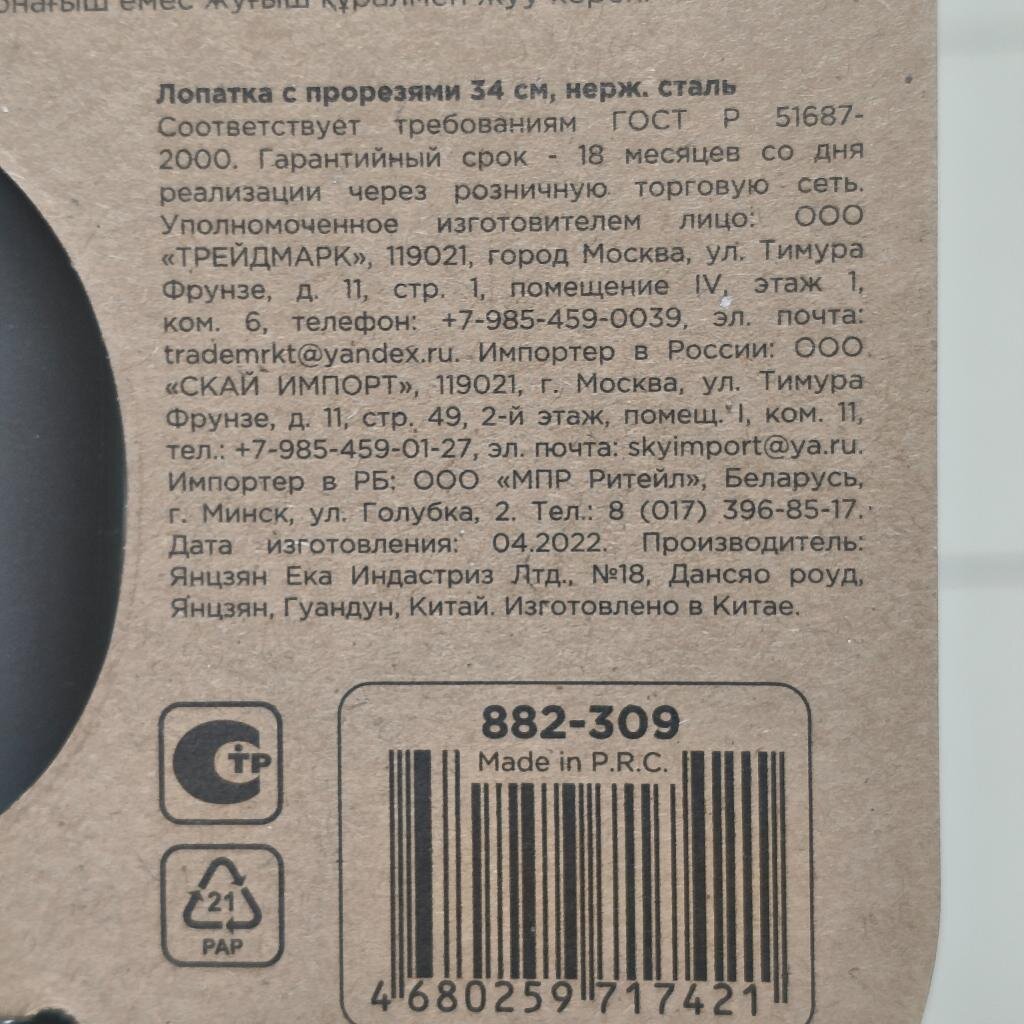 емес жуғыш құралмен жуу керек.
Лопатка с прорезями 34 см, нерж. сталь
Соответствует требованиям ГОСТ Р 51687-
2000. Гарантийный срок - 18 месяцев со дня
реализации через розничную торговую сеть.
Уполномоченное изготовителем лицо: ООО
«ТРЕЙДМАРК», 119021, город Москва, ул. Тимура
Фрунзе, д. 11, стр. 1, помещение IV, этаж 1,
ком. 6, телефон: +7-985-459-0039, эл. почта:
trademrkt@yandex.ru. Импортер в России: ООО
«СКАЙ ИМПОРТ», 119021, г. Москва, ул. Тимура
Фрунзе, д. 11, стр. 49, 2-й этаж, помещ. I, ком. 11,
тел.: +7-985-459-01-27, эл. почта: skyimport@ya.ru.
Импортер в РБ: ООО «МПР Ритейл», Беларусь,
г. Минск, ул. Голубка, 2. Тел.: 8 (017) 396-85-17.
Дата изготовления: 04.2022. Производитель:
Янцзян Ека Индастриз Лтд., №18, Дансяо роуд,
Янцзян, Гуандун, Китай. Изготовлено в Китае.
882-309
Made in P.R.C.
ТР
21
PAP
4 680259 717421